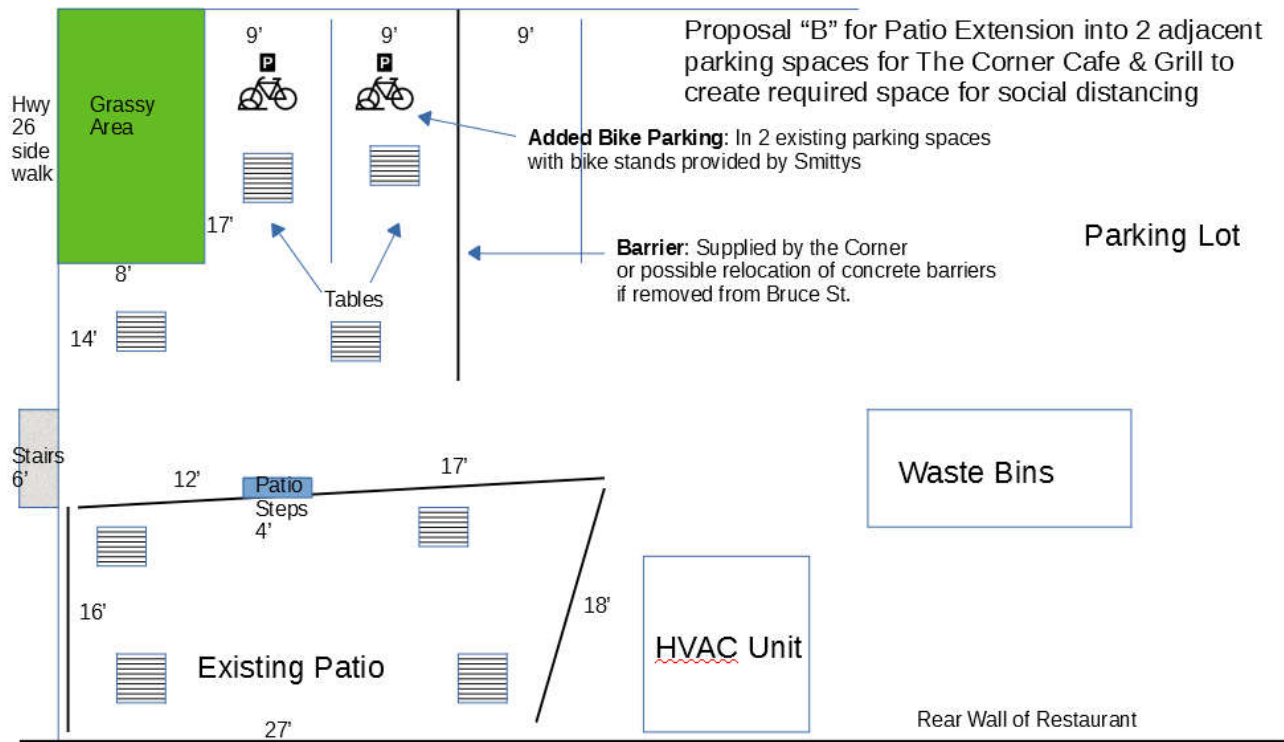 Proposal “B” for Patio Extension into 2 adjacent
parking spaces for The Corner Cafe & Grill to
create required space for social distancing
9’
9’
9’
P
P
Hwy
26
side
walk
Grassy
Area
Added Bike Parking: In 2 existing parking spaces
with bike stands provided by Smittys
17’
Parking Lot
Barrier: Supplied by the Corner
or possible relocation of concrete barriers
if removed from Bruce St.
8’
Tables
14’
Stairs
6’
12’
Patio
Steps
4’
17’
Waste Bins
16’
18’
Existing Patio
HVAC Unit
27’
Rear Wall of Restaurant